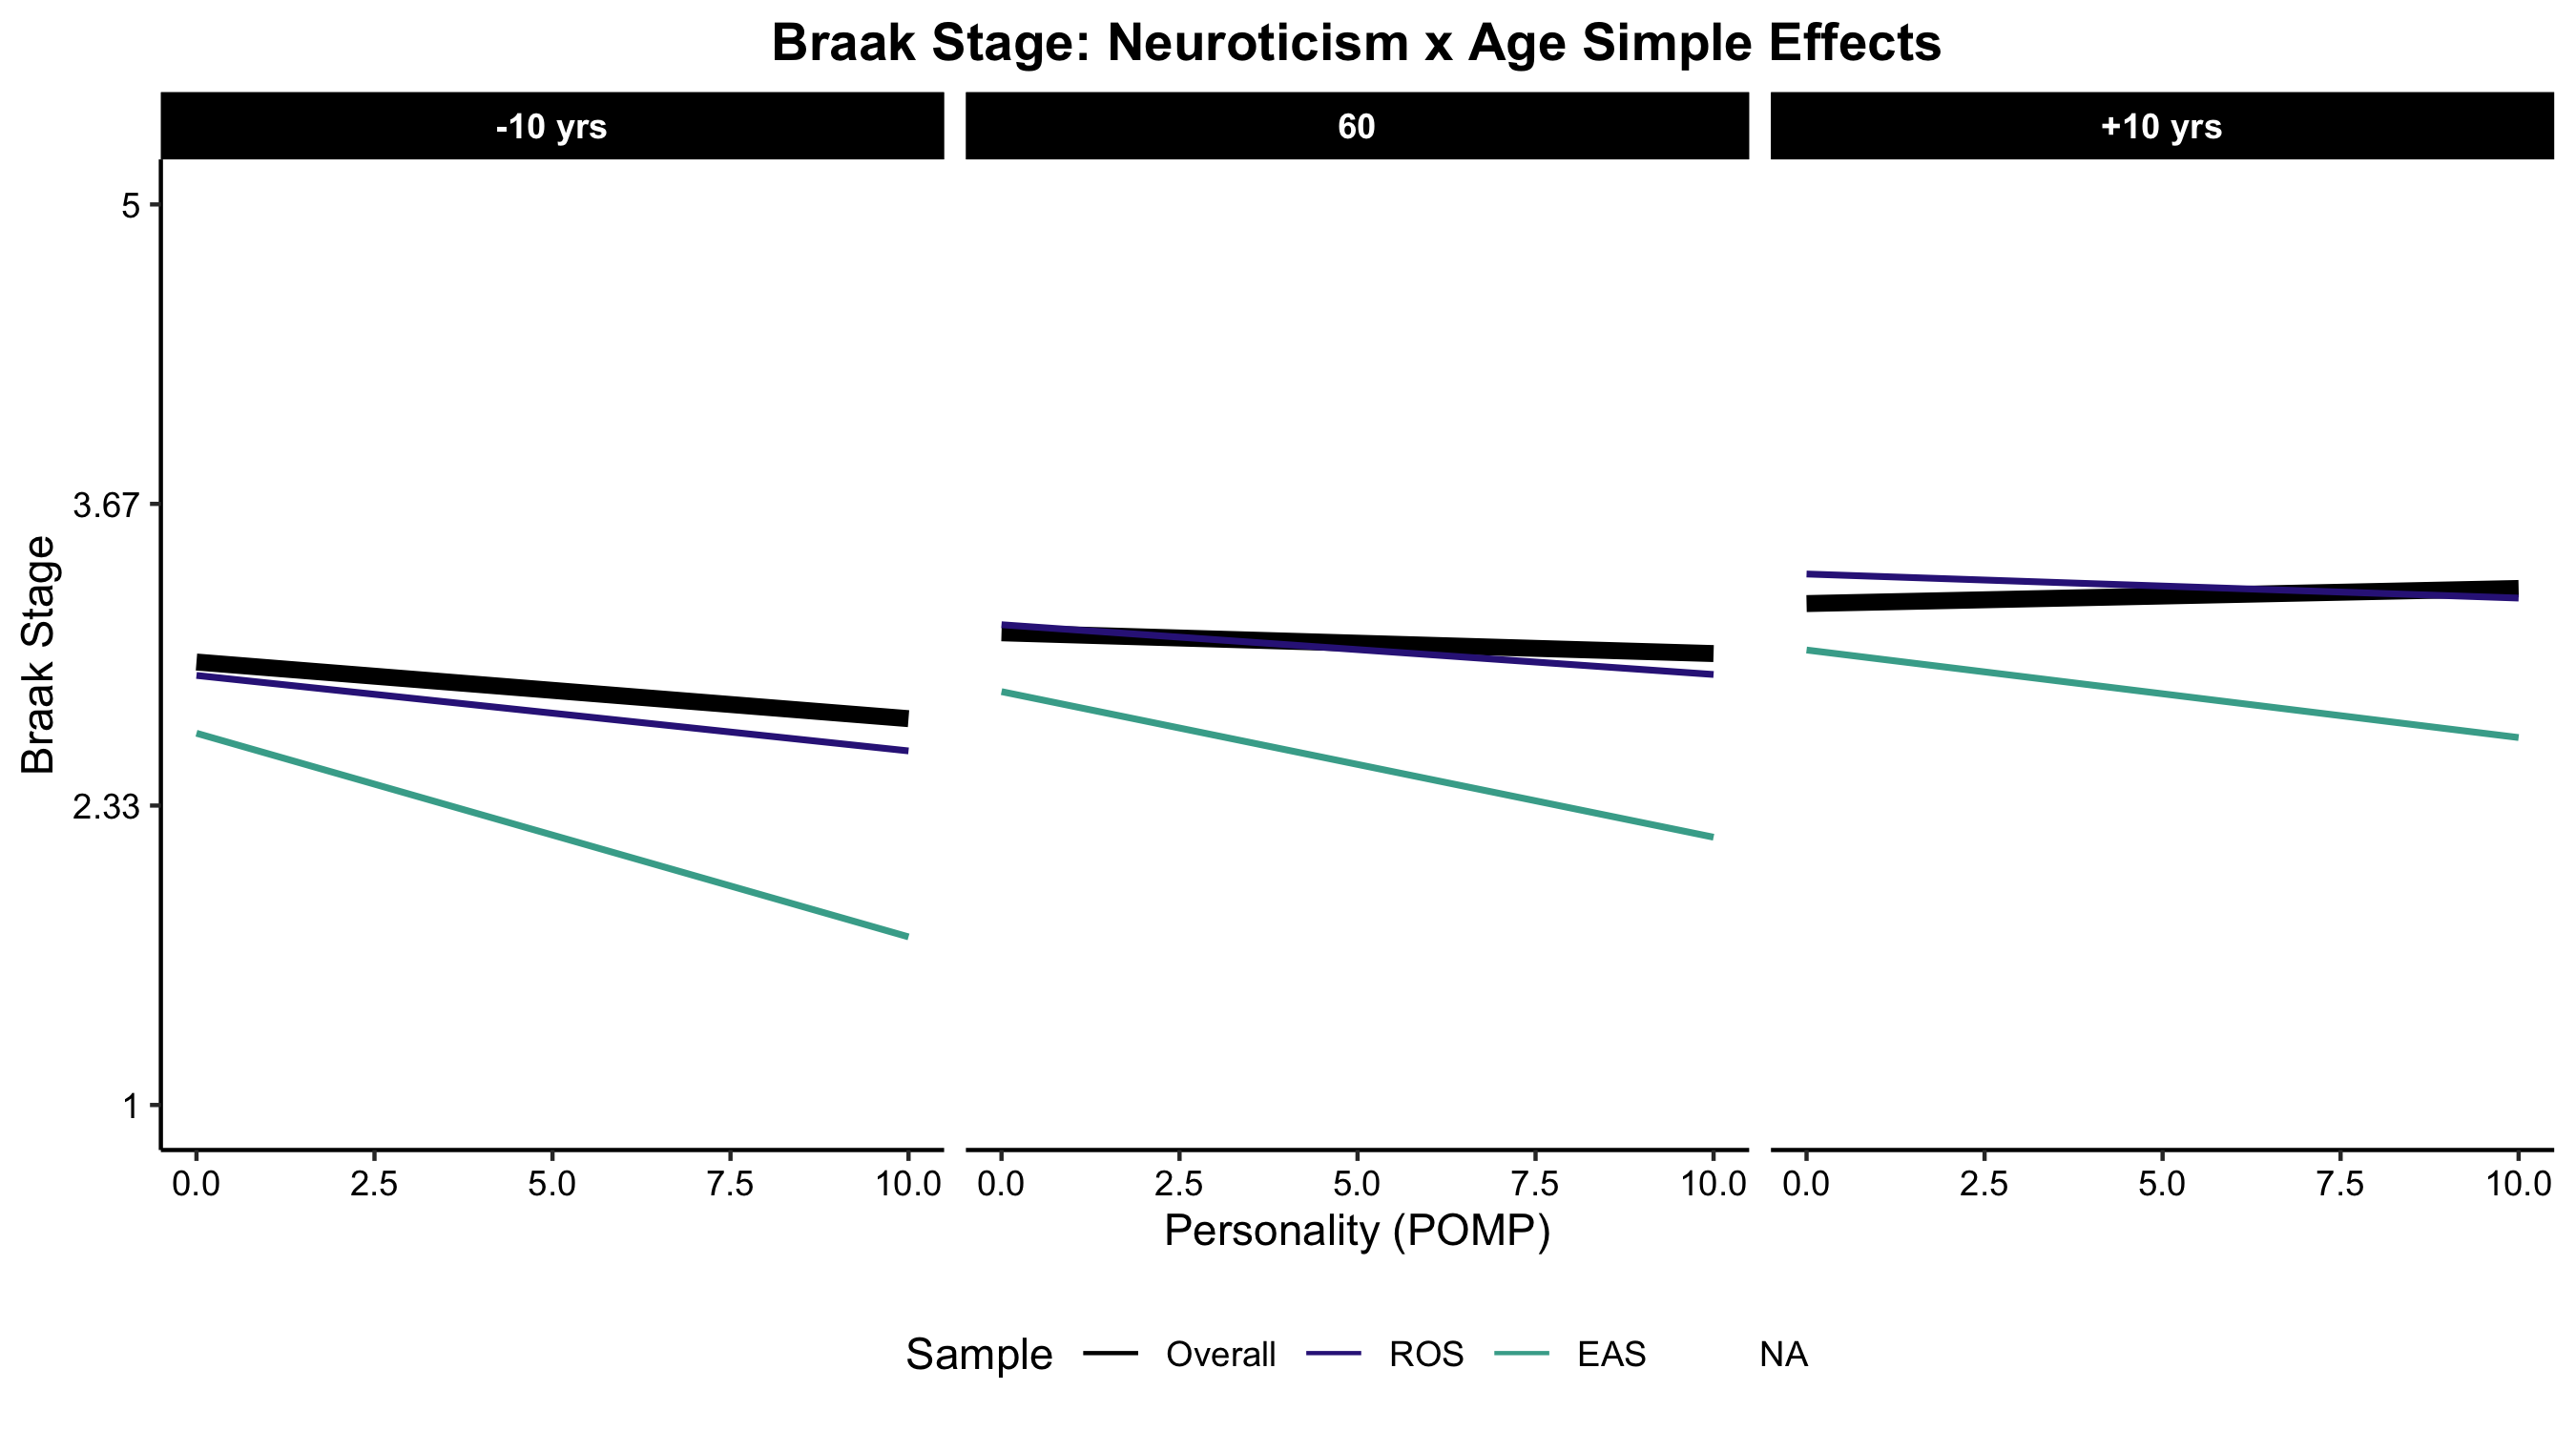 Braak Stage: Neuroticism x Age Simple Effects
-10 yrs
60
+10 yrs
Braak Stage
5
3.67
2.33
1
0.0 2.5 5.0 7.5 10.0
0.0 2.5 5.0 7.5 10.0
0.0 2.5 5.0 7.5 10.0
Personality (POMP)
Sample Overall ROS EAS NA